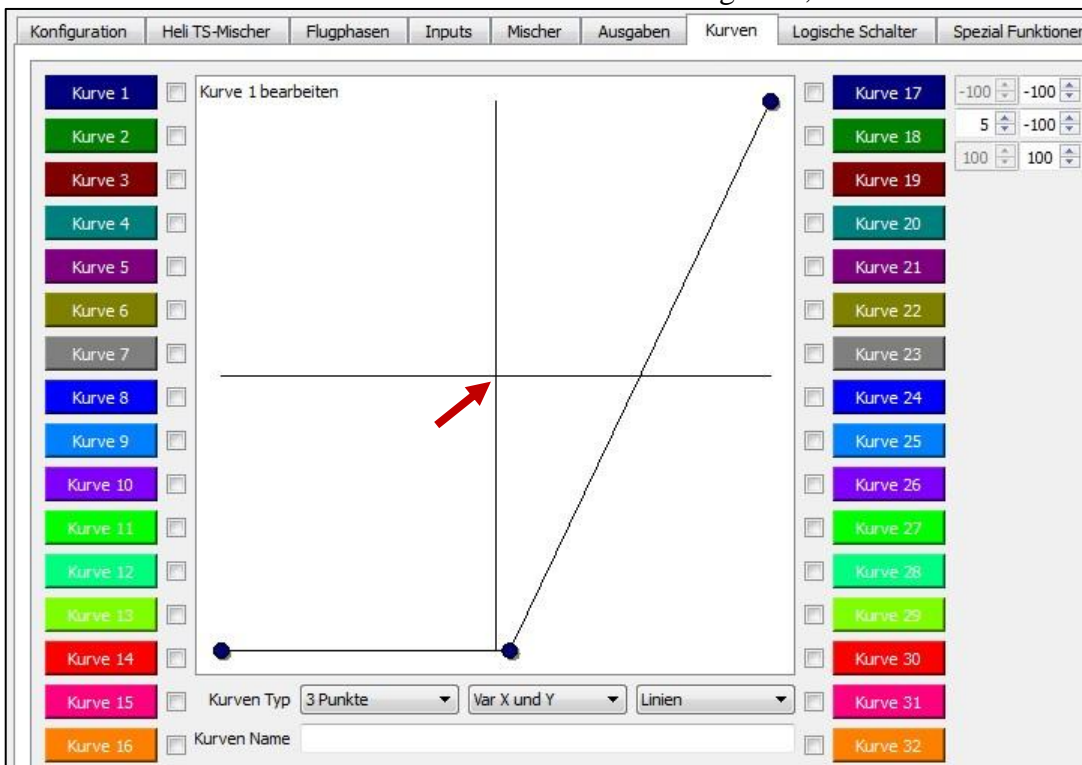 Konfiguration Heli TS-Mischer Flugphasen Inputs Mischer Ausgaben Kurven Logische Schalter Spezial Funktionen
Kurve 1 Kurve 1 bearbeiten Kurve 17 -100 -100
Kurve 2 Kurve 18 5 -100
Kurve 3 Kurve 19 100 100
Kurve 4 Kurve 20
Kurve 5 Kurve 21
Kurve 6 Kurve 22
Kurve 7 Kurve 23
Kurve 8 Kurve 24
Kurve 9 Kurve 25
Kurve 10 Kurve 26
Kurve 11 Kurve 27
Kurve 12 Kurve 28
Kurve 13 Kurve 29
Kurve 14 Kurve 30
Kurve 15 Kurven Typ 3 Punkte Var X und Y Linien Kurve 31
Kurve 16 Kurven Name Kurve 32